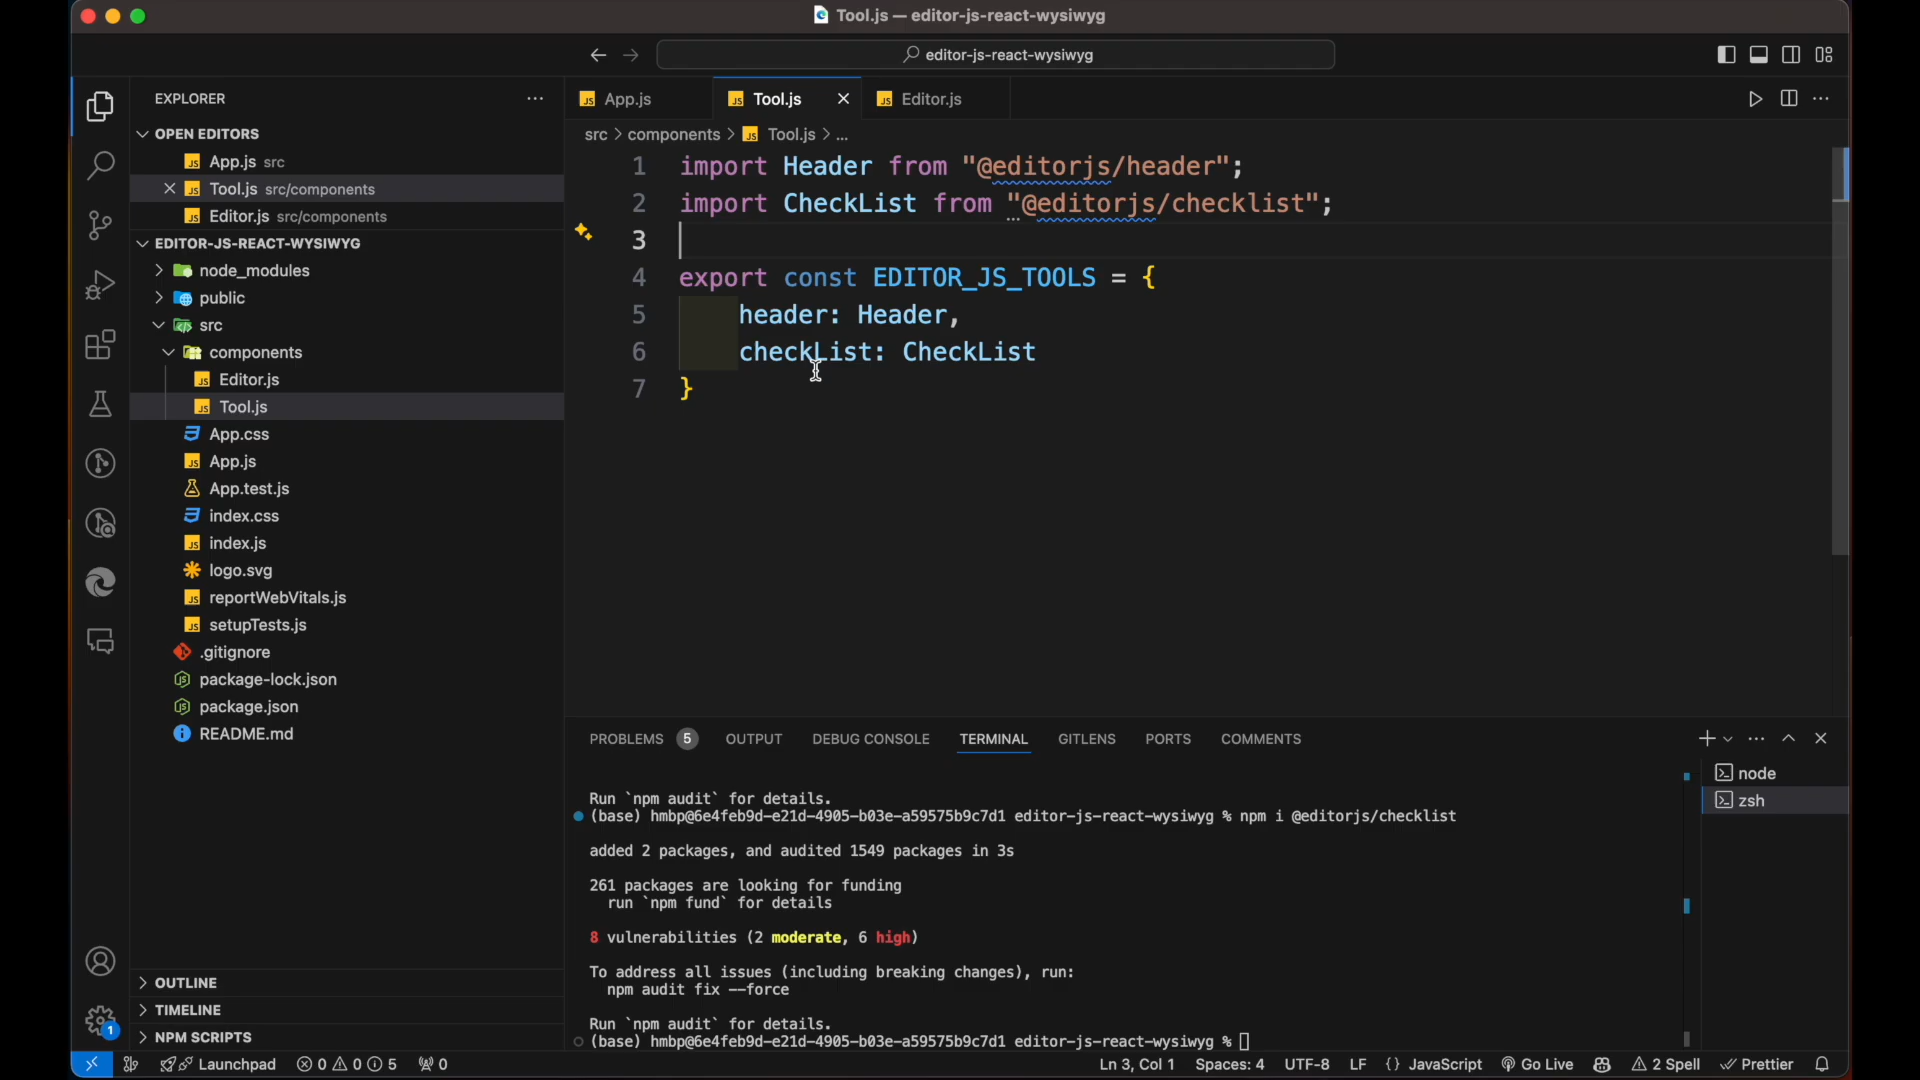 Tool.js — editor-js-react-wysiwyg
editor-js-react-wysiwyg
EXPLORER
OPEN EDITORS
App.js src
Tool.js src/components
Editor.js src/components
EDITOR-JS-REACT-WYSIWYG
node_modules
public
src
components
Editor.js
Tool.js
App.css
App.js
App.test.js
index.css
index.js
logo.svg
reportWebVitals.js
setupTests.js
.gitignore
package-lock.json
package.json
README.md
OUTLINE
TIMELINE
NPM SCRIPTS
App.js
Tool.js
Editor.js
src > components > JS Tool.js > ...
1 import Header from "@editorjs/header";
2 import CheckList from "@editorjs/checklist";
3
4 export const EDITOR_JS_TOOLS = {
5 header: Header,
6 checkList: CheckList
7 }
PROBLEMS 5 OUTPUT DEBUG CONSOLE TERMINAL GITLENS PORTS COMMENTS
node
zsh
Run `npm audit` for details.
(base) hmbp@6e4feb9d-e21d-4905-b03e-a59575b9c7d1 editor-js-react-wysiwyg % npm i @editorjs/checklist
added 2 packages, and audited 1549 packages in 3s
261 packages are looking for funding
run `npm fund` for details
8 vulnerabilities (2 moderate, 6 high)
To address all issues (including breaking changes), run:
npm audit fix --force
Run `npm audit` for details.
(base) hmbp@6e4feb9d-e21d-4905-b03e-a59575b9c7d1 editor-js-react-wysiwyg %
1
Launchpad 0 0 5 0 Ln 3, Col 1 Spaces: 4 UTF-8 LF {} JavaScript Go Live 2 Spell Prettier